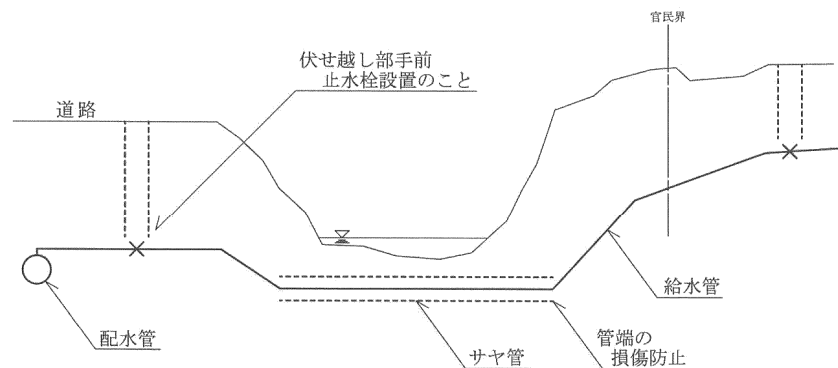 官民界
伏せ越し部手前
止水栓設置のこと
道路
給水管
配水管
サヤ管
管端の
損傷防止